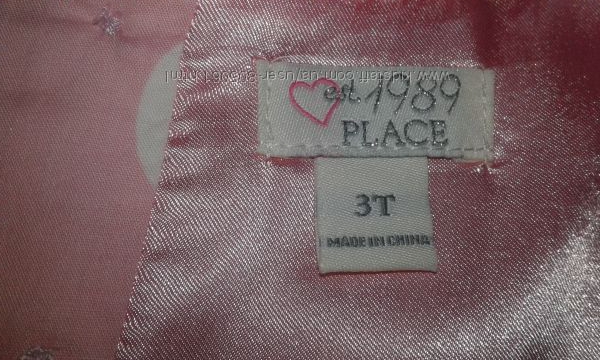 est. 1989
PLACE
3T
MADE IN CHINA